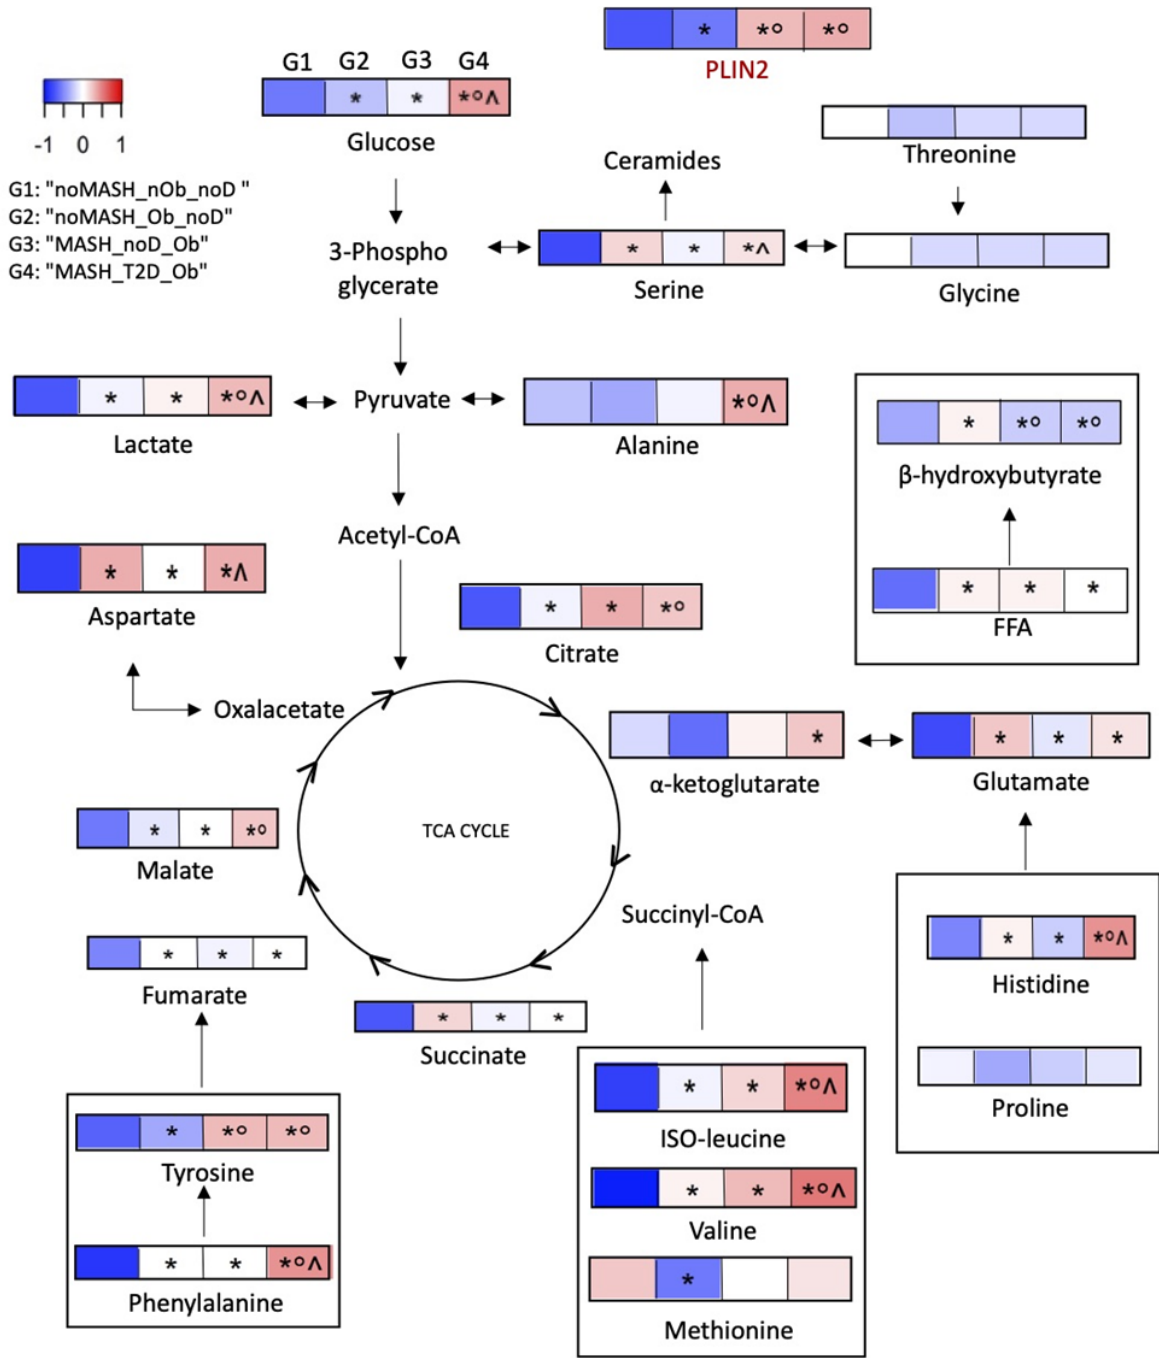 * *° *°
PLIN2
G1 G2 G3 G4
* * *°^
Glucose
-1 0 1
G1: "noMASH_nOb_noD "
G2: "noMASH_Ob_noD"
G3: "MASH_noD_Ob"
G4: "MASH_T2D_Ob"
Threonine
Ceramides
3-Phospho
glycerate
* * *^
Serine
Glycine
* * *°^
Lactate
Pyruvate
*°^
Alanine
* *° *°
β-hydroxybutyrate
* * *
FFA
Acetyl-CoA
* * *^
Aspartate
* * *°
Citrate
Oxalacetate
*
α-ketoglutarate
* * *
Glutamate
TCA CYCLE
* * *°
Malate
Succinyl-CoA
* * *
Fumarate
* * *
Succinate
* * *°^
Histidine
Proline
* *° *°
Tyrosine
* * *°^
Phenylalanine
* * *°^
ISO-leucine
* * *°^
Valine
*
Methionine